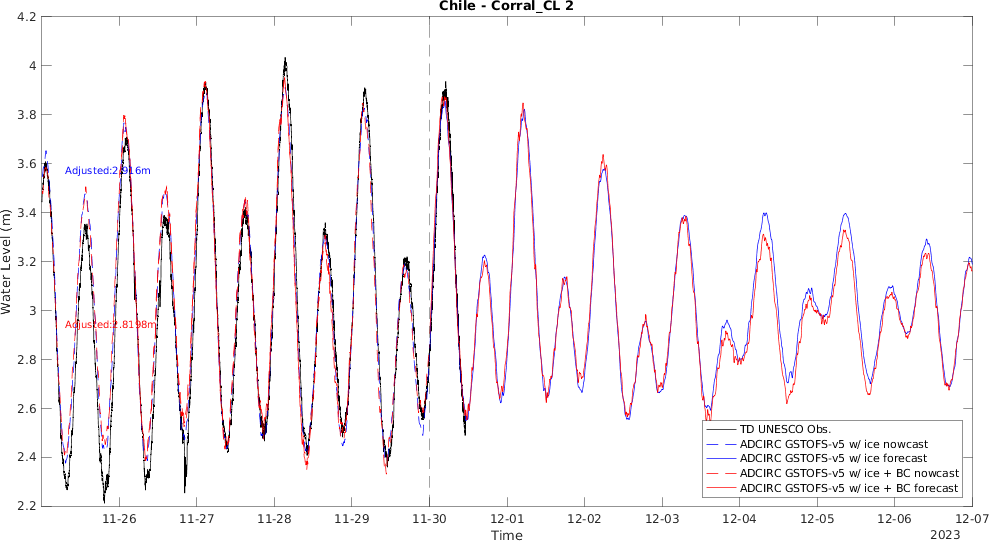 Chile - Corral_CL 2
4.2
4
3.8
3.6
3.4
3.2
3
2.8
2.6
2.4
2.2
Water Level (m)
Adjusted:2.916m
Adjusted:2.8198m
TD UNESCO Obs.
ADCIRC GSTOFS-v5 w/ ice nowcast
ADCIRC GSTOFS-v5 w/ ice forecast
ADCIRC GSTOFS-v5 w/ ice + BC nowcast
ADCIRC GSTOFS-v5 w/ ice + BC forecast
11-26 11-27 11-28 11-29 11-30 12-01 12-02 12-03 12-04 12-05 12-06 12-07
Time
2023